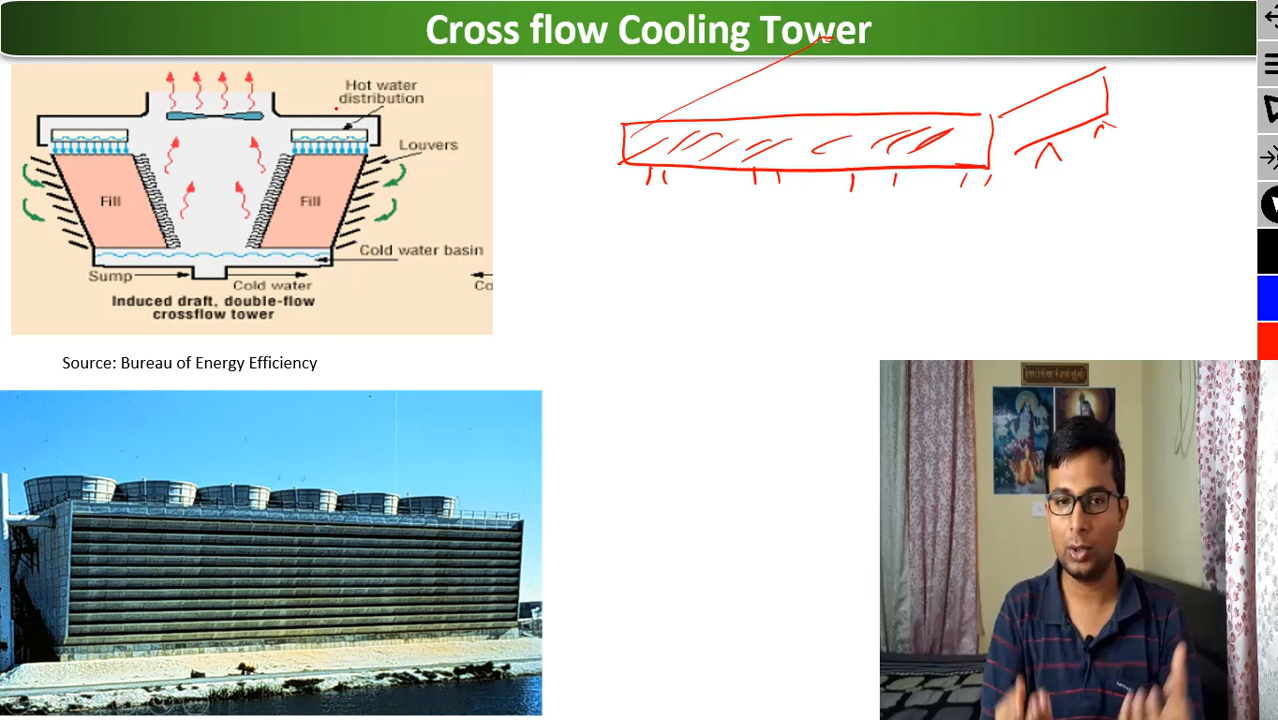 Cross flow Cooling Tower
Hot water
distribution
Louvers
Fill
Fill
Cold water basin
Sump
Cold water
Co
Induced draft, double-flow
crossflow tower
Source: Bureau of Energy Efficiency